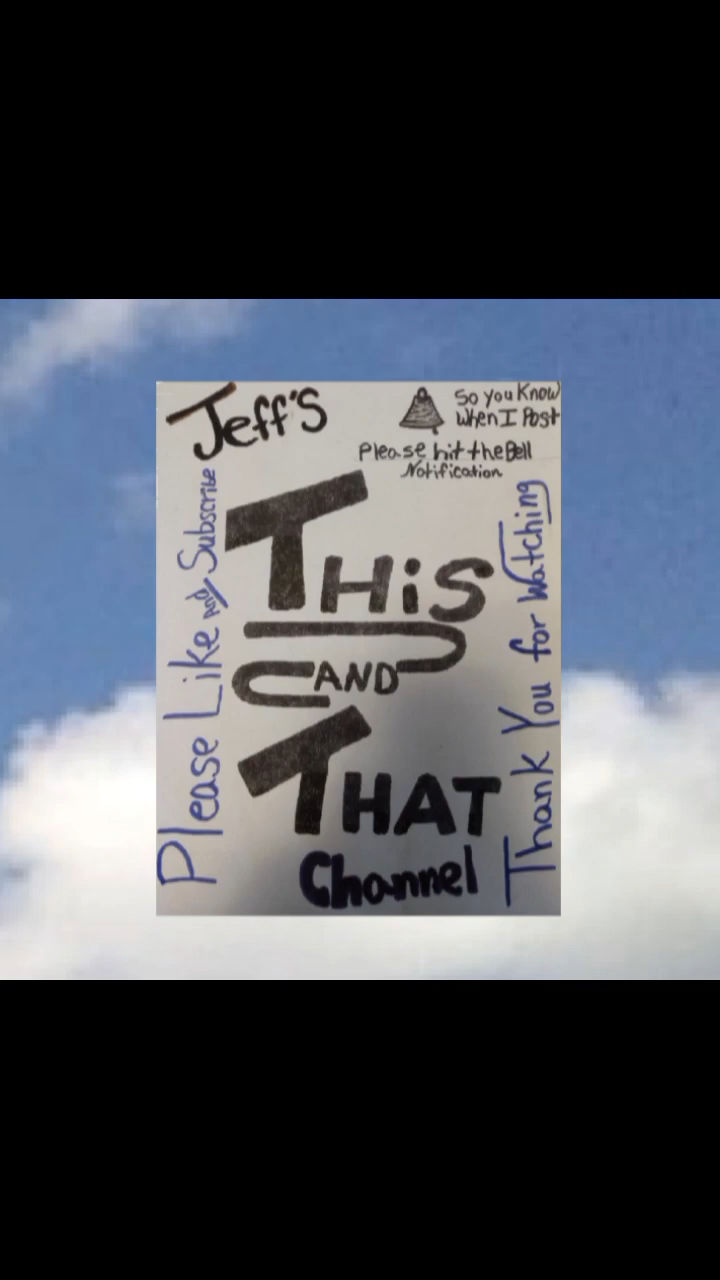 Jeff's
So you Know
When I Post
Please hit the Bell
Notification
THiS
AND
THAT
Channel
Please Like And Subscribe
Thank You for Watching